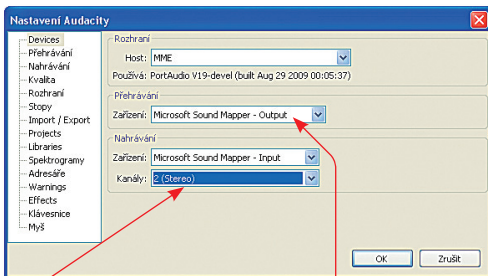 Nastavení Audacity
Devices
Přehrávání
Nahrávání
Kvalita
Rozhraní
Stopy
Import / Export
Projects
Libraries
Spektrogramy
Adresáře
Warnings
Effects
Klávesnice
Myš
Rozhraní
Host: MME
Používá: PortAudio V19-devel (built Aug 29 2009 00:05:37)
Přehrávání
Zařízení: Microsoft Sound Mapper - Output
Nahrávání
Zařízení: Microsoft Sound Mapper - Input
Kanály: 2 (Stereo)
OK Zrušit